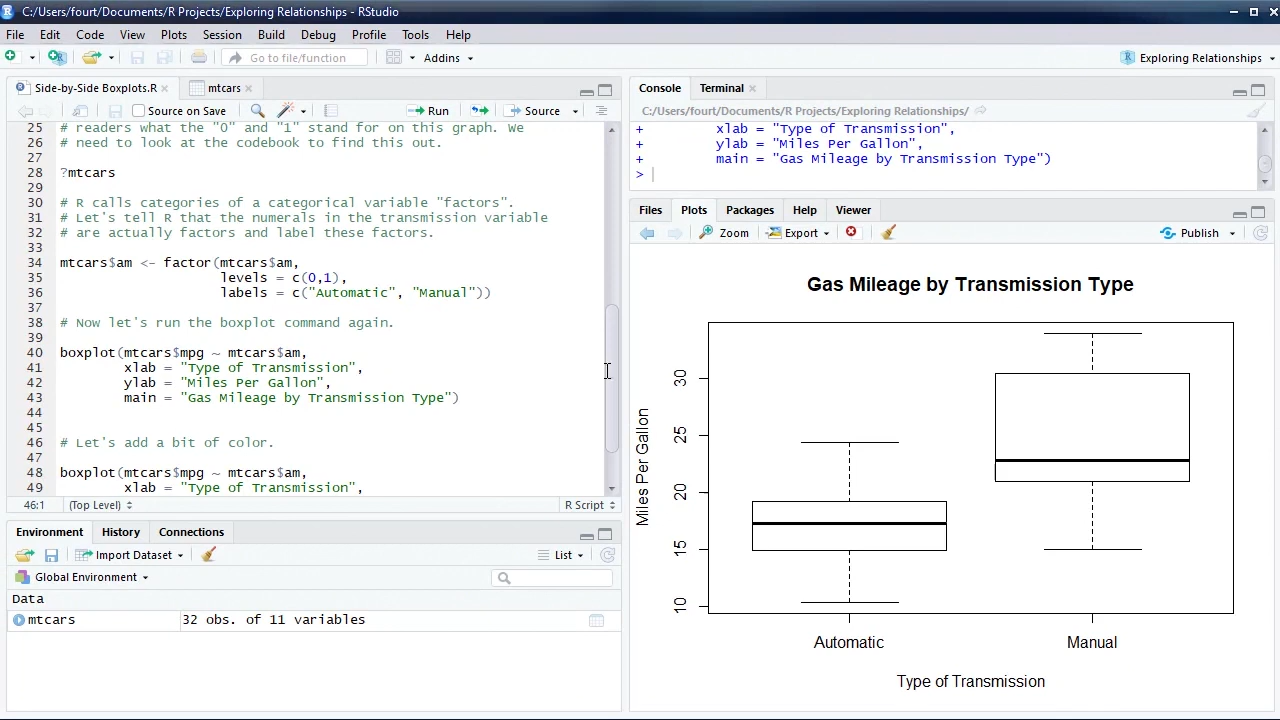 C:/Users/fourt/Documents/R Projects/Exploring Relationships - RStudio
File Edit Code View Plots Session Build Debug Profile Tools Help
Go to file/function Addins Exploring Relationships
Side-by-Side Boxplots.R mtcars
Source on Save Run Source
25 # readers what the "0" and "1" stand for on this graph. We
26 # need to look at the codebook to find this out.
27
28 ?mtcars
29
30 # R calls categories of a categorical variable "factors".
31 # Let's tell R that the numerals in the transmission variable
32 # are actually factors and label these factors.
33
34 mtcars$am <- factor(mtcars$am,
35 levels = c(0,1),
36 labels = c("Automatic", "Manual"))
37
38 # Now let's run the boxplot command again.
39
40 boxplot(mtcars$mpg ~ mtcars$am,
41 xlab = "Type of Transmission",
42 ylab = "Miles Per Gallon",
43 main = "Gas Mileage by Transmission Type")
44
45
46 # Let's add a bit of color.
47
48 boxplot(mtcars$mpg ~ mtcars$am,
49 xlab = "Type of Transmission",
46:1 (Top Level) R Script
Environment History Connections
Import Dataset List
Global Environment
Data
mtcars 32 obs. of 11 variables
Console Terminal
C:/Users/fourt/Documents/R Projects/Exploring Relationships/
+ xlab = "Type of Transmission",
+ ylab = "Miles Per Gallon",
+ main = "Gas Mileage by Transmission Type")
>
Files Plots Packages Help Viewer
Zoom Export Publish
Gas Mileage by Transmission Type
Miles Per Gallon
30
25
20
15
10
Automatic Manual
Type of Transmission